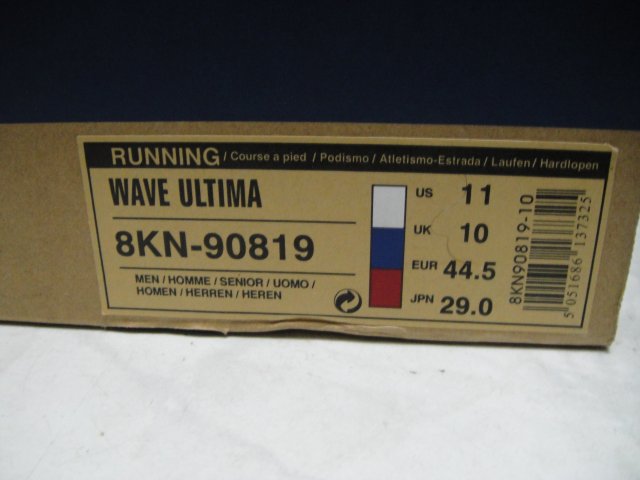 RUNNING / Course a pied / Podismo / Atletismo-Estrada / Laufen / Hardlopen
WAVE ULTIMA
8KN-90819
MEN / HOMME / SENIOR / UOMO /
HOMEN / HERREN / HEREN
US 11
UK 10
EUR 44.5
JPN 29.0
8KN90819-10
5 051686 137325